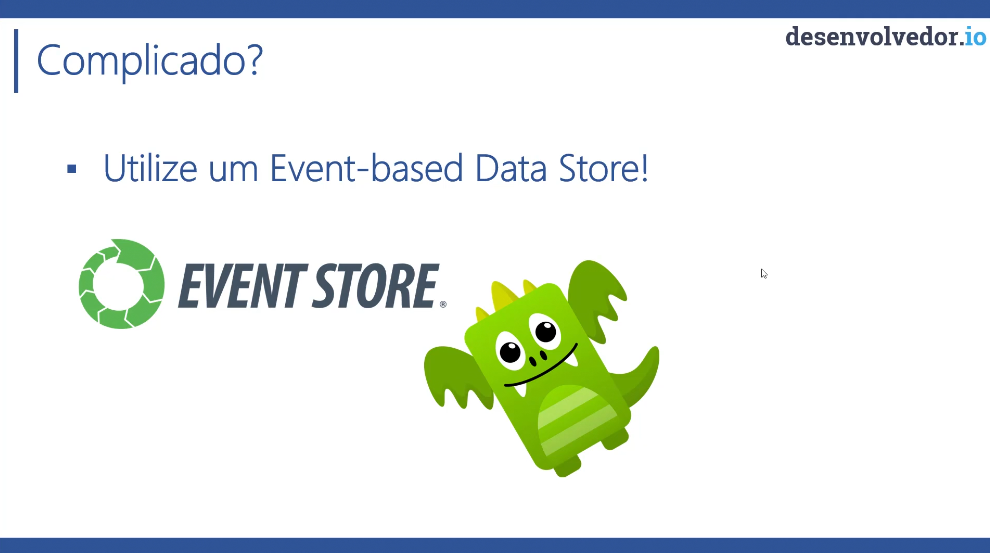 desenvolvedor.io
Complicado?
▪ Utilize um Event-based Data Store!
EVENT STORE®